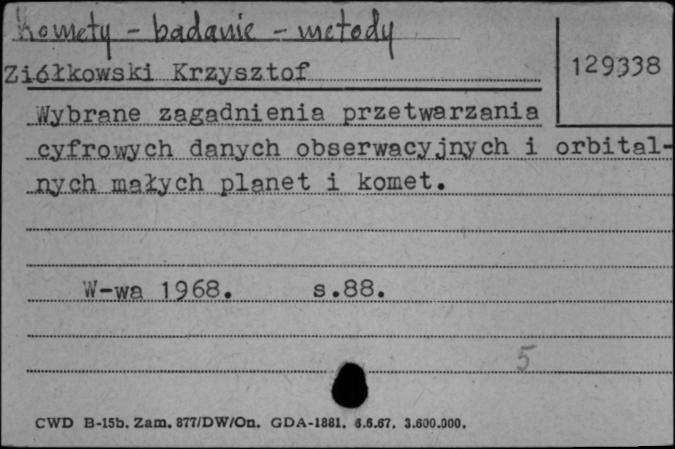 Komety - badanie - metody
Ziółkowski Krzysztof
129338
Wybrane zagadnienia przetwarzania
cyfrowych danych obserwacyjnych i orbital-
nych małych planet i komet.
W-wa 1968. s.88.
5
CWD B-15b. Zam. 877/DW/On. GDA-1881. 6.6.67. 3.600.000.